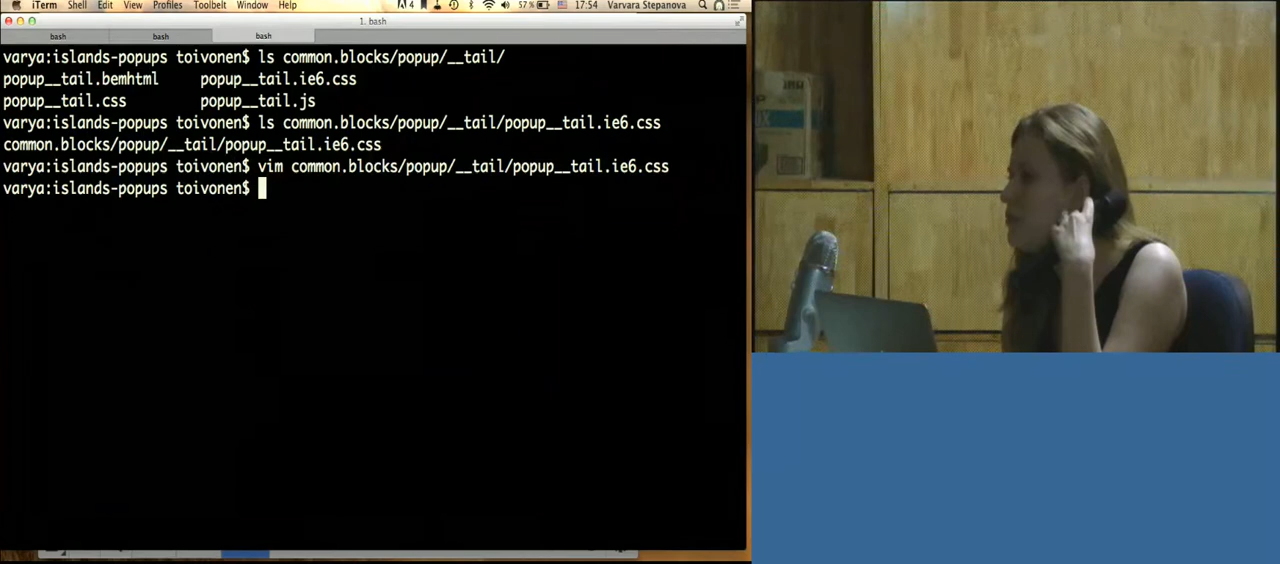 iTerm Shell Edit View Profiles Toolbelt Window Help 4 57% 17:54 Varvara Stepanova
1. bash
bash bash bash
varya:islands-popups toivonen$ ls common.blocks/popup/__tail/
popup__tail.bemhtml popup__tail.ie6.css
popup__tail.css popup__tail.js
varya:islands-popups toivonen$ ls common.blocks/popup/__tail/popup__tail.ie6.css
common.blocks/popup/__tail/popup__tail.ie6.css
varya:islands-popups toivonen$ vim common.blocks/popup/__tail/popup__tail.ie6.css
varya:islands-popups toivonen$